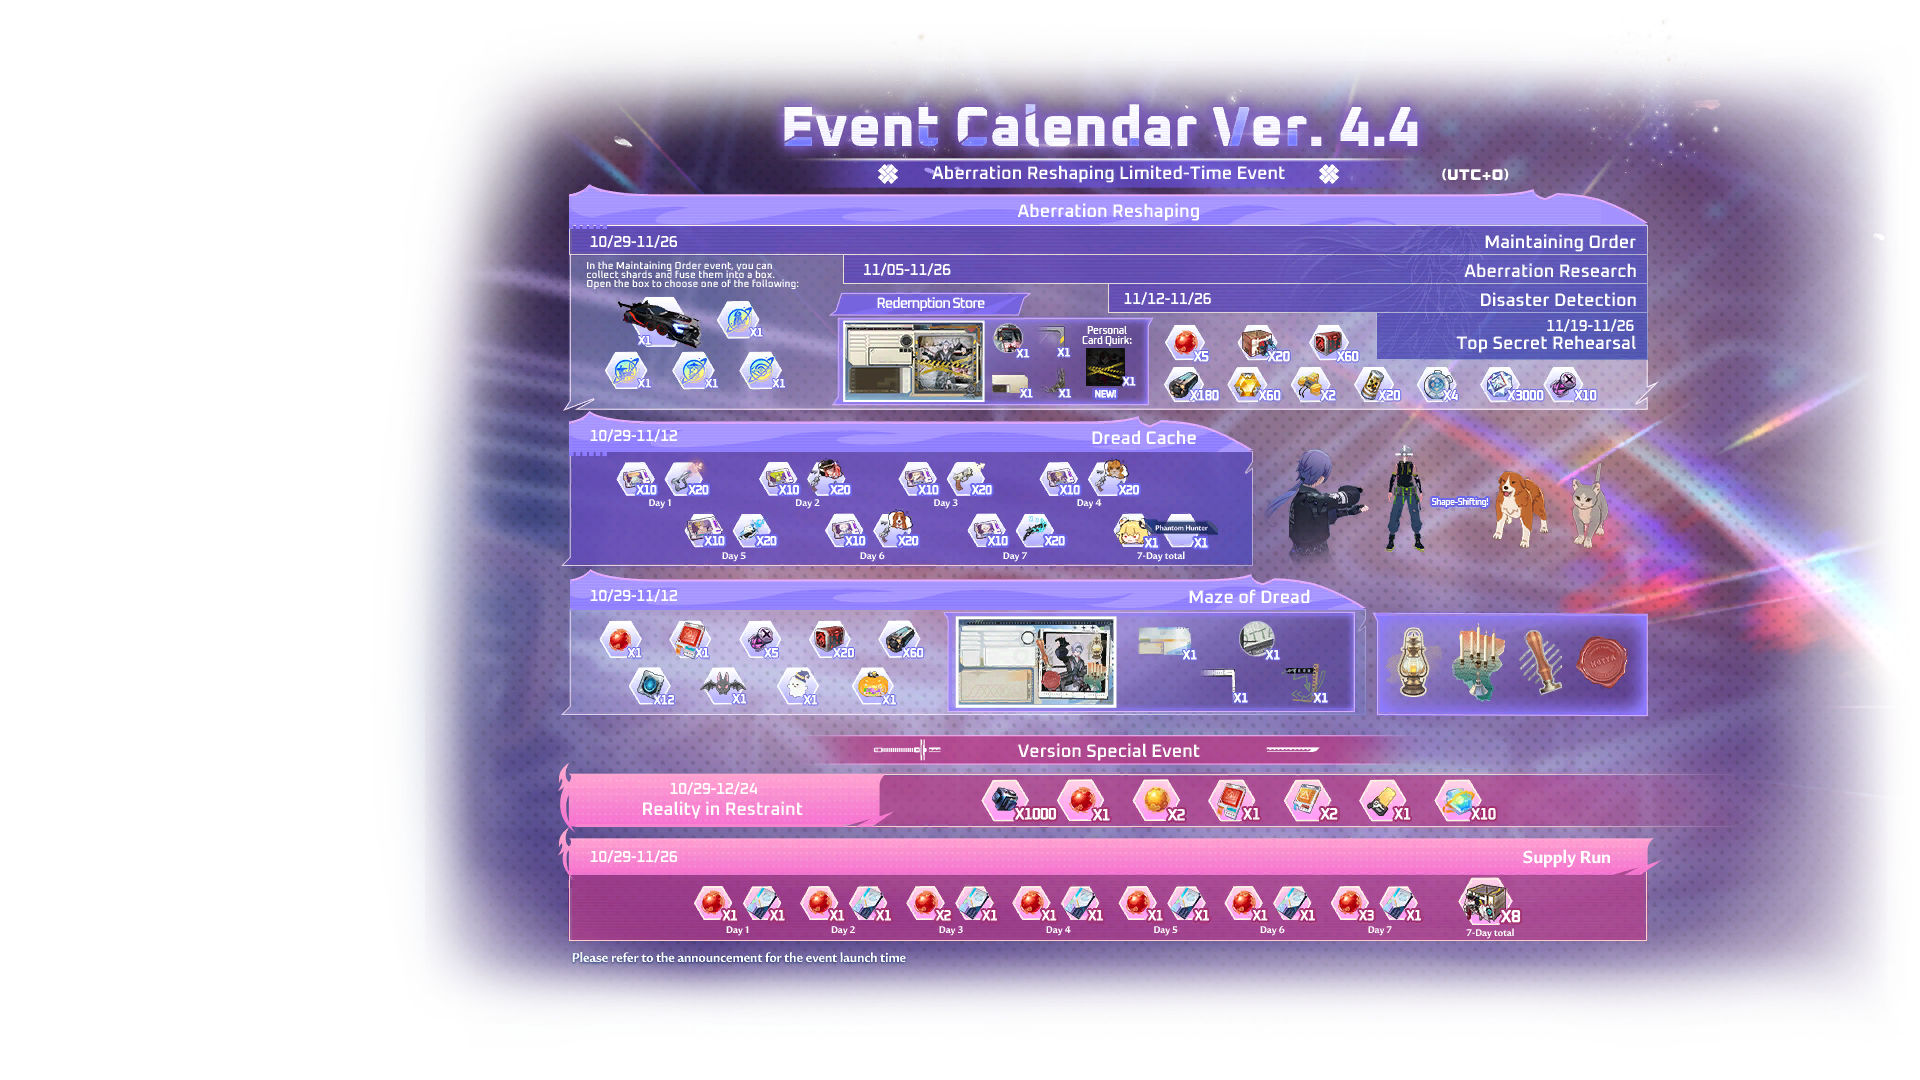 Event Calendar Ver. 4.4
Aberration Reshaping Limited-Time Event
(UTC+0)
Aberration Reshaping
10/29-11/26 Maintaining Order
In the Maintaining Order event, you can
collect shards and fuse them into a box.
Open the box to choose one of the following:
11/05-11/26 Aberration Research
11/12-11/26 Disaster Detection
11/19-11/26
Top Secret Rehearsal
X1 X1
X1 X1 X1
Redemption Store
X1 X1
X1 X1
Personal
Card Quirk:
X1
NEW!
X5 X20 X60
X180 X60 X2 X20 X4 X3000 X10
10/29-11/12 Dread Cache
X10 X20 X10 X20 X10 X20 X10 X20
Day 1 Day 2 Day 3 Day 4
Phantom Hunter
X10 X20 X10 X20 X10 X20 X1 X1
Day 5 Day 6 Day 7 7-Day total
Shape-Shifting!
10/29-11/12 Maze of Dread
X1 X1 X5 X20 X60
X12 X1 X1 X1
X1 X1
X1 X1
Version Special Event
10/29-12/24
Reality in Restraint
X1000 X1 X2 X1 X2 X1 X10
10/29-11/26 Supply Run
X1 X1 X1 X1 X2 X1 X1 X1 X1 X1 X1 X1 X3 X1 X8
Day 1 Day 2 Day 3 Day 4 Day 5 Day 6 Day 7 7-Day total
Please refer to the announcement for the event launch time